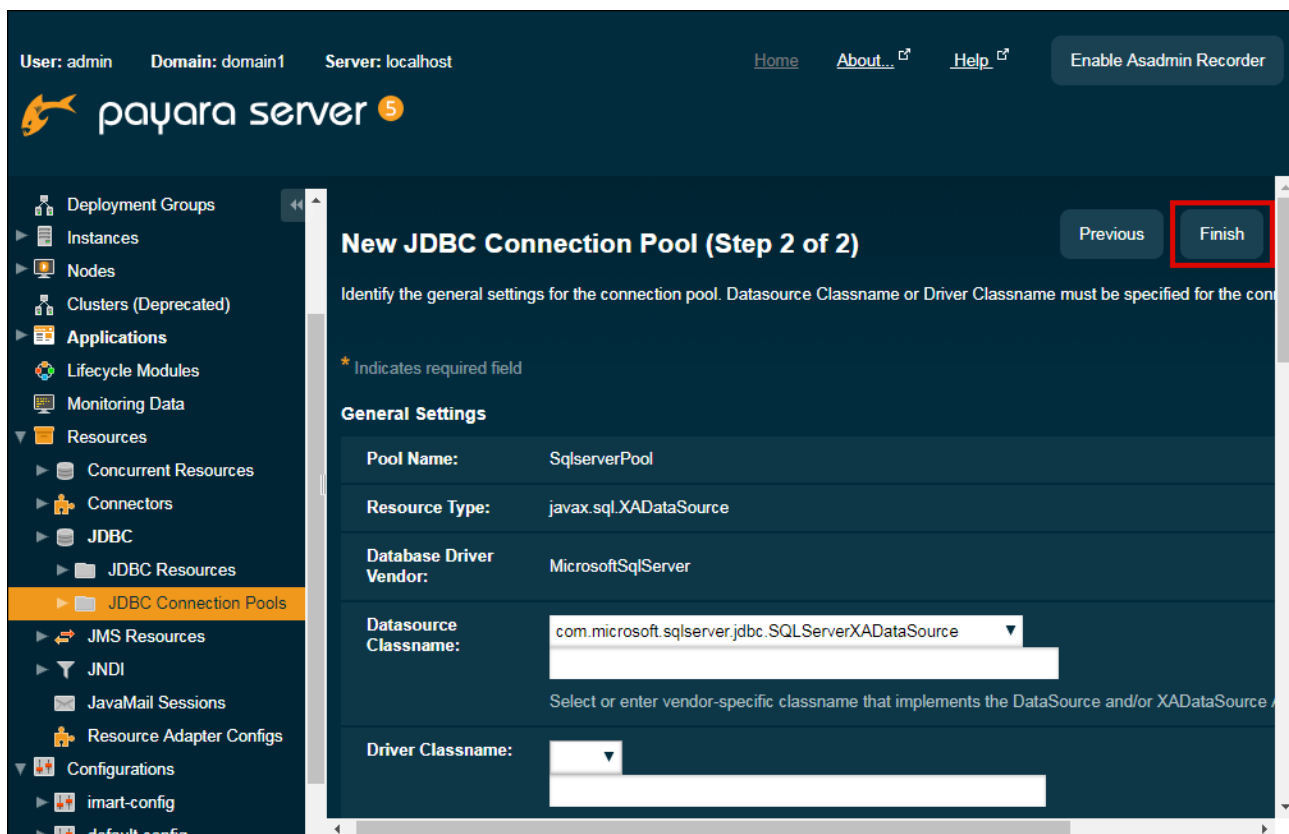 User: admin Domain: domain1 Server: localhost Home About... Help Enable Asadmin Recorder
payara server 5
Deployment Groups
Instances
Nodes
Clusters (Deprecated)
Applications
Lifecycle Modules
Monitoring Data
Resources
Concurrent Resources
Connectors
JDBC
JDBC Resources
JDBC Connection Pools
JMS Resources
JNDI
JavaMail Sessions
Resource Adapter Configs
Configurations
imart-config
default-config
New JDBC Connection Pool (Step 2 of 2)
Previous Finish
Identify the general settings for the connection pool. Datasource Classname or Driver Classname must be specified for the
* Indicates required field
General Settings
Pool Name: SqlserverPool
Resource Type: javax.sql.XADataSource
Database Driver
Vendor: MicrosoftSqlServer
Datasource
Classname: com.microsoft.sqlserver.jdbc.SQLServerXADataSource
Select or enter vendor-specific classname that implements the DataSource and/or XADataSource
Driver Classname: